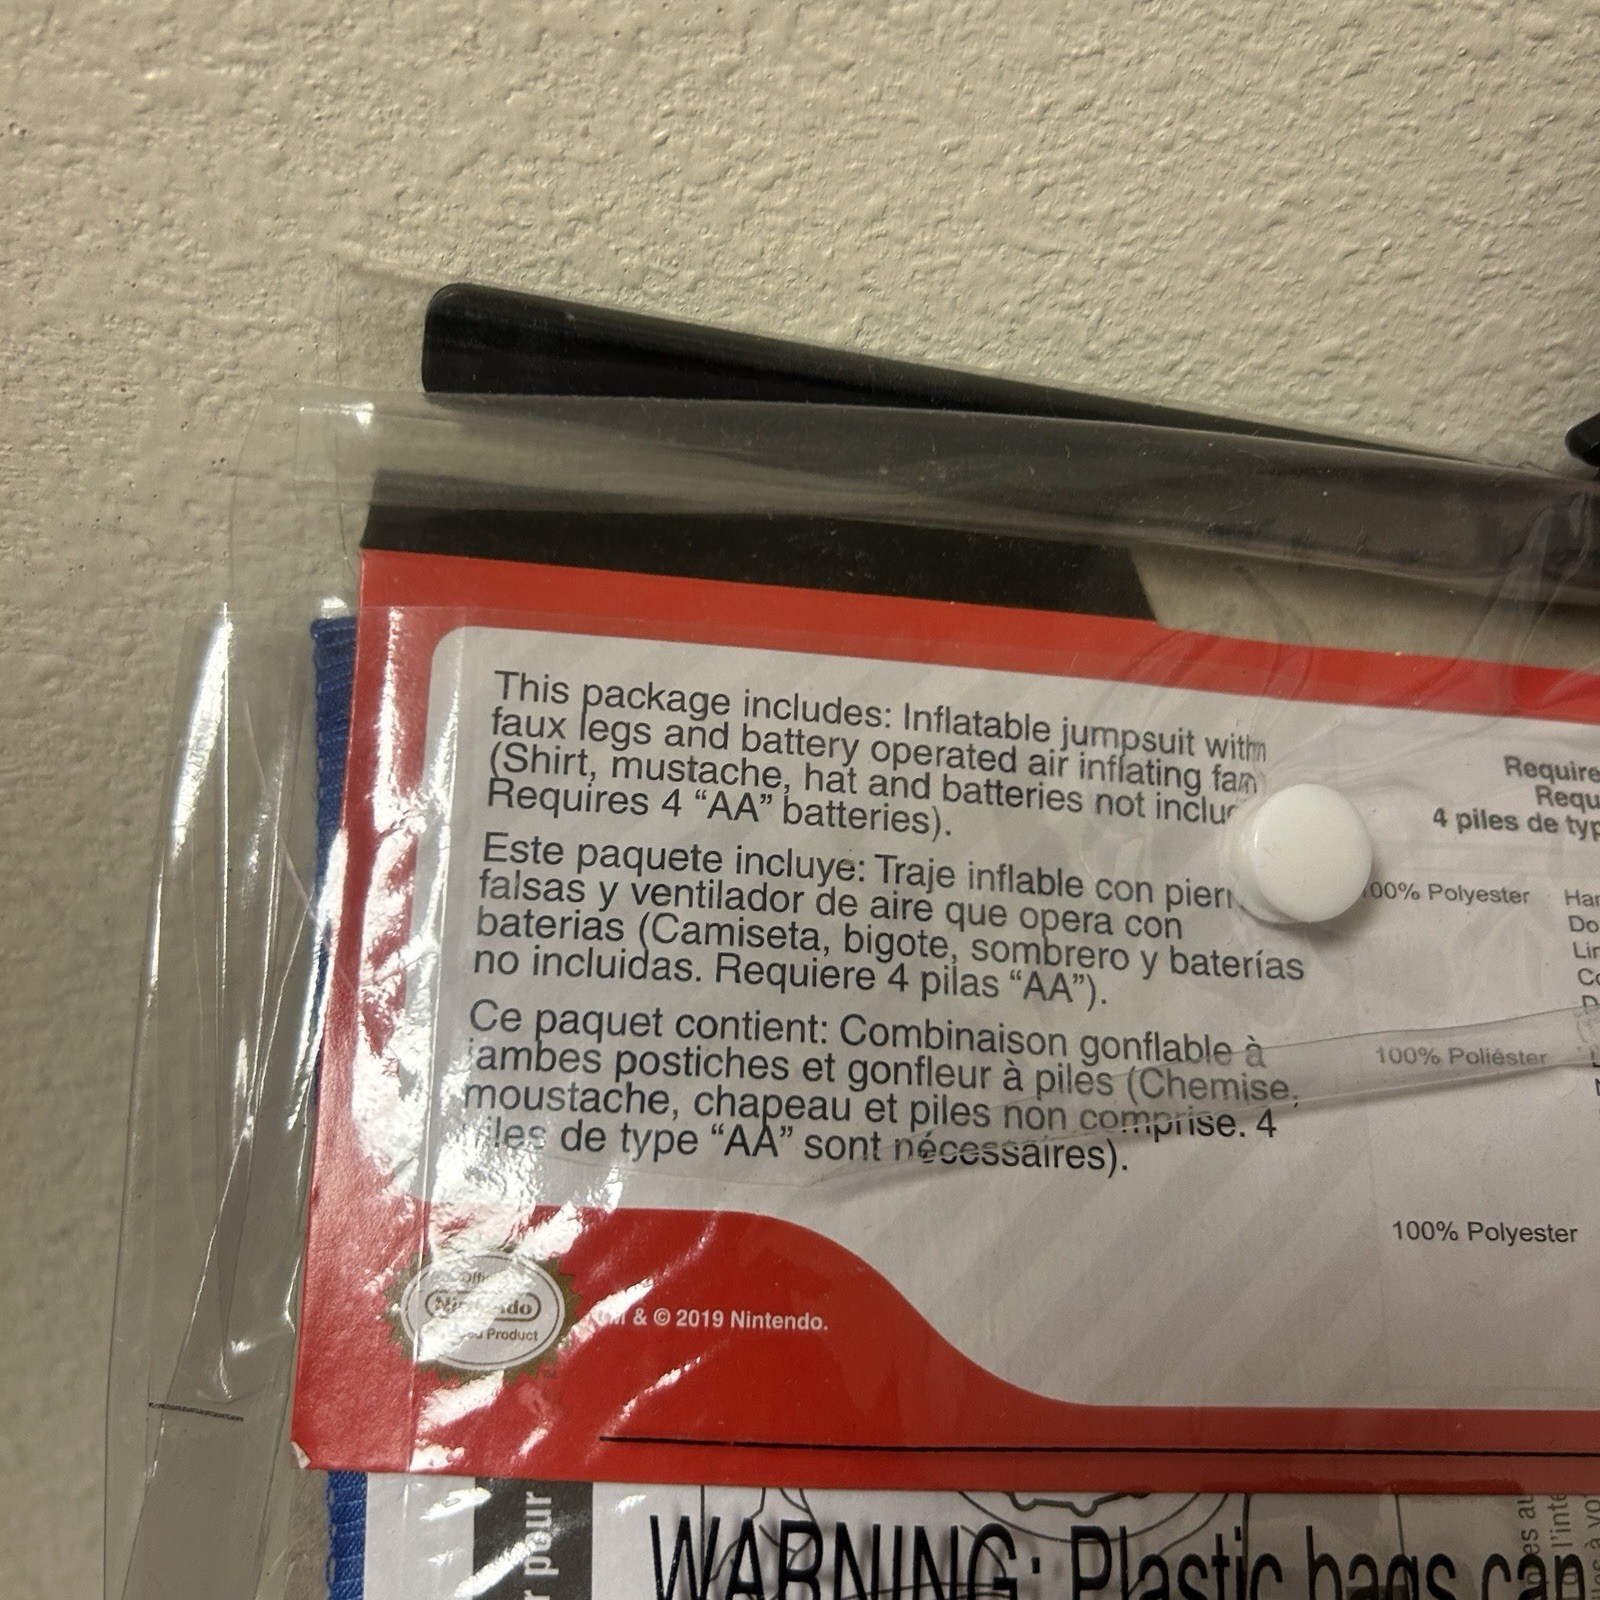 This package includes: Inflatable jumpsuit with
faux legs and battery operated air inflating fan
(Shirt, mustache, hat and batteries not
Requires 4 “AA” batteries).
Este paquete incluye: Traje inflable con
falsas y ventilador de aire que opera con
baterias (Camiseta, bigote, sombrero y baterías
no incluidas. Requiere 4 pilas “AA”).
Ce paquet contient: Combinaison gonflable à
jambes postiches et gonfleur à piles (Chemise,
moustache, chapeau et piles non comprise. 4
piles de type “AA” sont nécessaires).
4 piles de
100% Polyester
100% Poliéster
100% Polyester
Nintendo
Product
& © 2019 Nintendo.
pour
WARNING: Plastic bags can